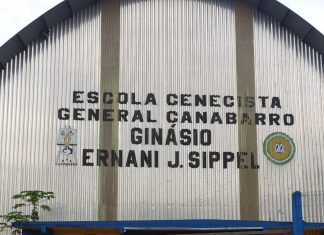 ESCOLA CENECISTA
GENERAL CANABARRO
GINÁSIO
ERNANI J. SIPPEL